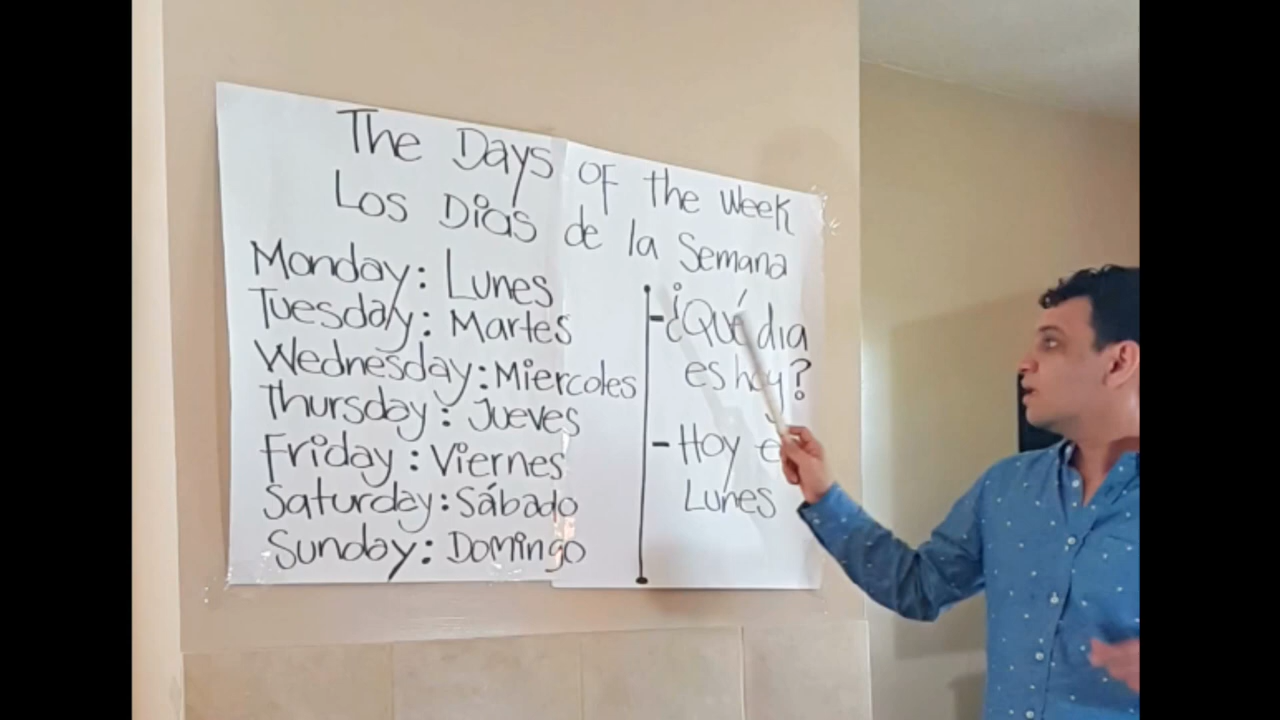 The Days of the Week
Los Dias de la Semana
Monday: Lunes
Tuesday: Martes
Wednesday: Miercoles
Thursday: Jueves
Friday: Viernes
Saturday: Sábado
Sunday: Domingo
- ¿Qué dia
es hoy?
- Hoy e
Lunes